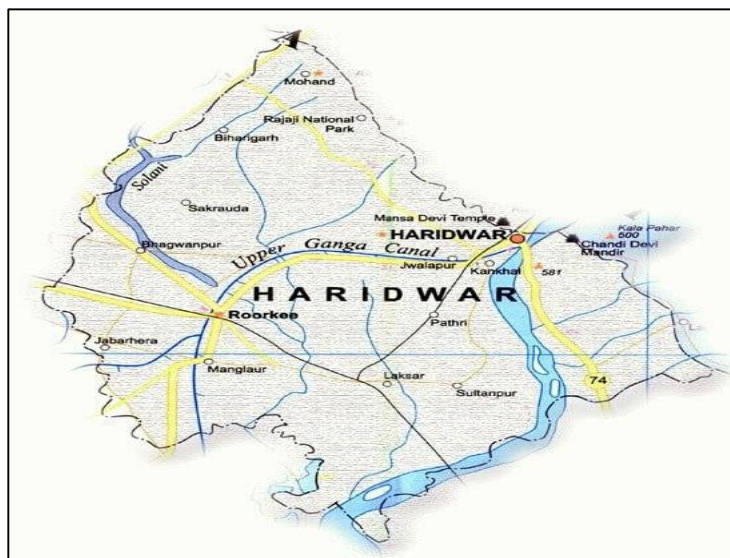 Mohand
Rajaji National
Park
Biharigarh
Solani
Sakrauda
Mansa Devi Temple
HARIDWAR
Kala Pahar
500
Chandi Devi
Mandir
Bhagwanpur
Upper Ganga Canal
Jwalapur
Kankhal
581
HARIDWAR
Roorkee
Pathri
Jabarhera
Manglaur
Laksar
Sultanpur
74